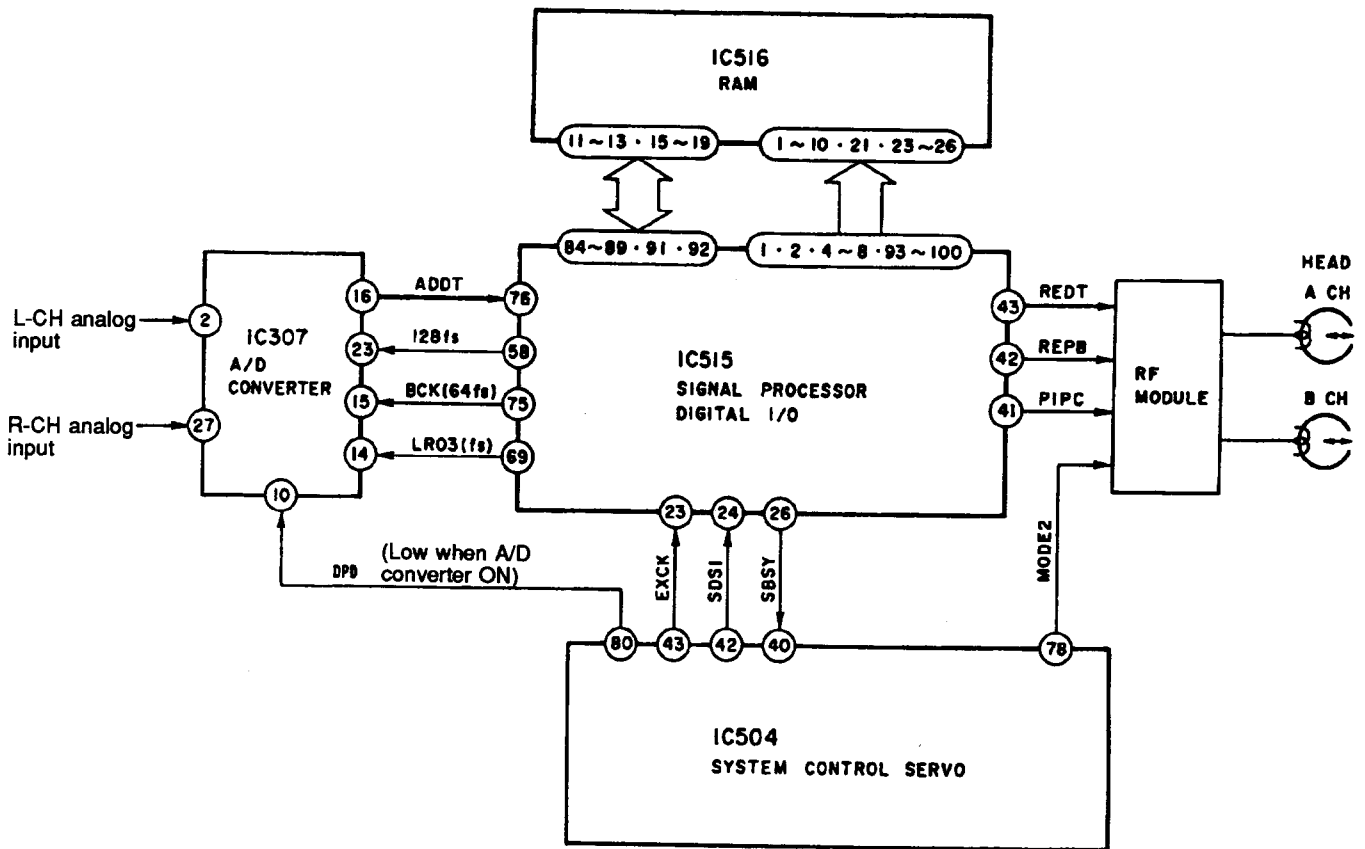 IC516
RAM
11~13·15~19
1~10·21·23~26
84~89·91·92
1·2·4~8·93~100
L-CH analog
input
2
R-CH analog
input
27
IC307
A/D
CONVERTER
16
23
15
14
10
ADDT
128fs
BCK(64fs)
LRO3(fs)
76
58
75
69
IC515
SIGNAL PROCESSOR
DIGITAL I/O
43
42
41
REDT
REPB
PIPC
RF
MODULE
HEAD
A CH
B CH
23
24
26
DPD
(Low when A/D
converter ON)
EXCK
SDSI
SBSY
MODE2
80
43
42
40
78
IC504
SYSTEM CONTROL SERVO